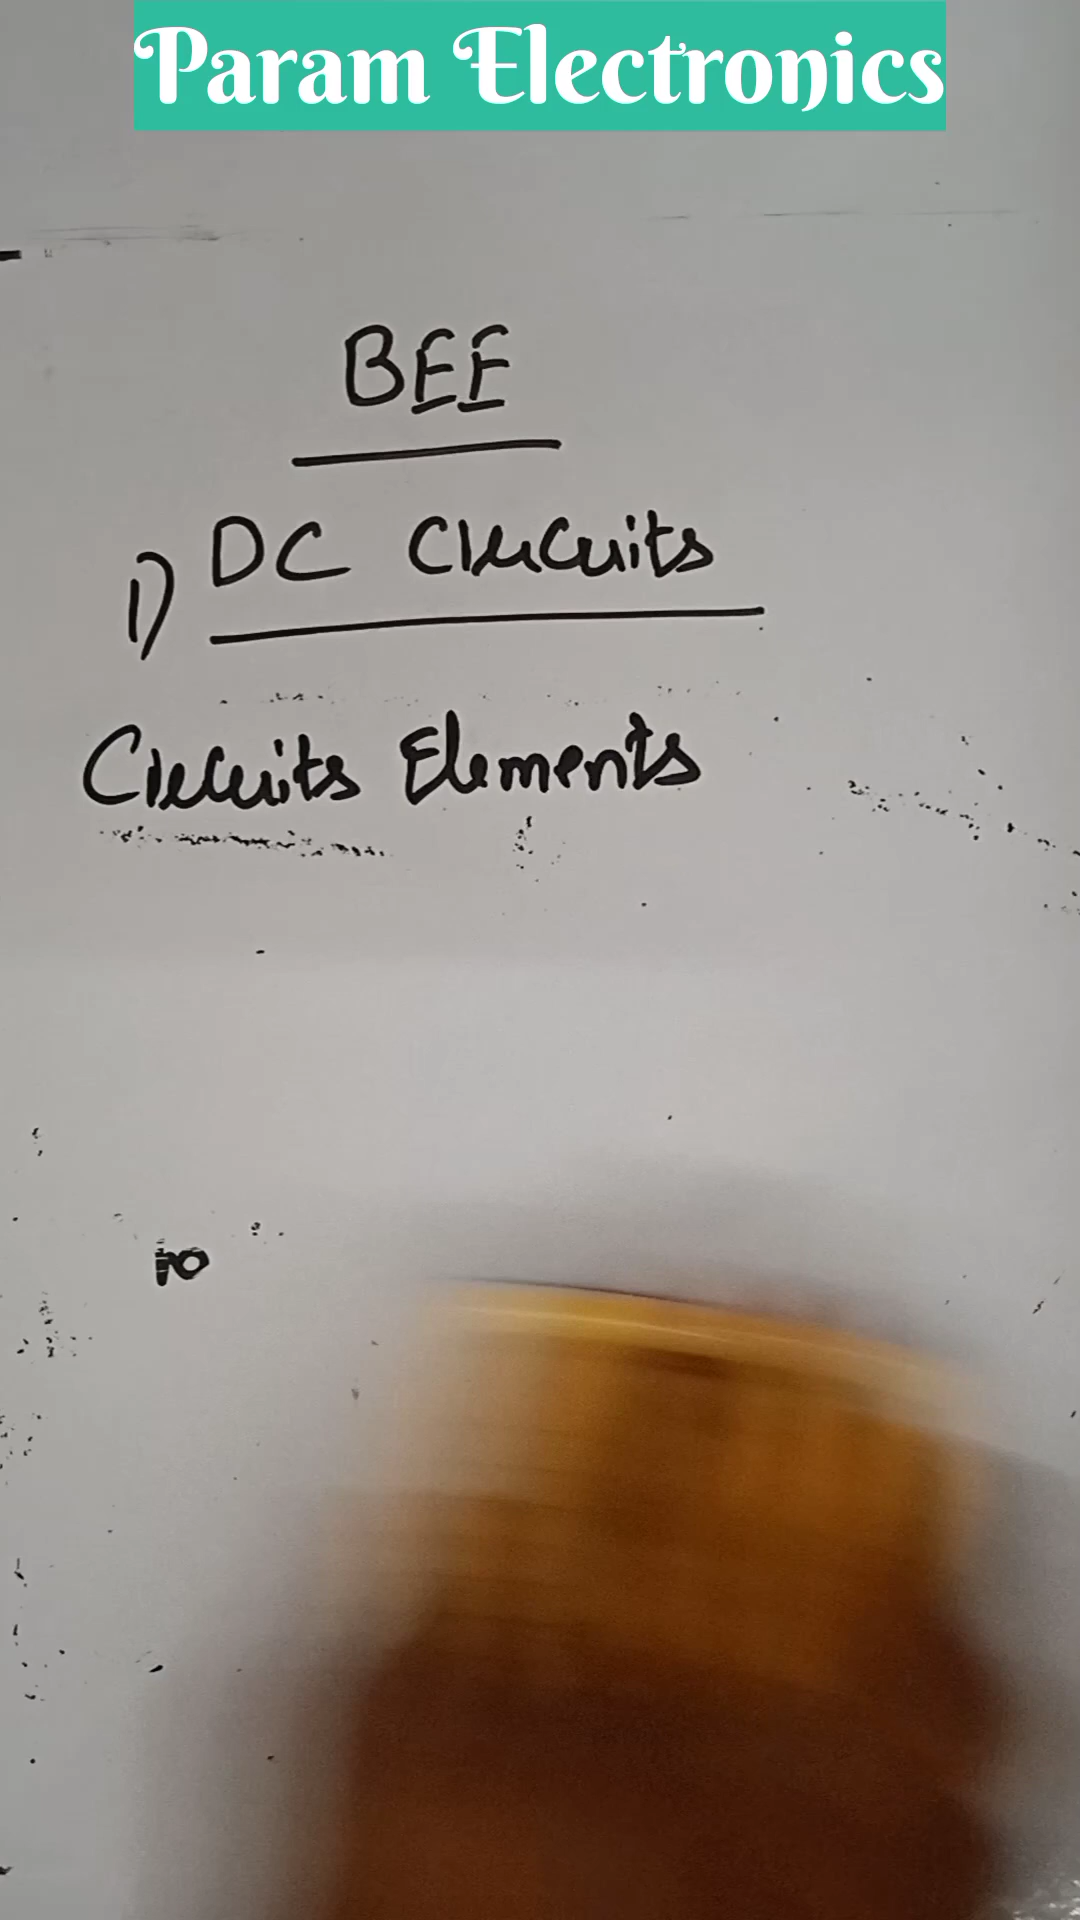 Param Electronics
BEE
1) DC Circuits
Circuits Elements